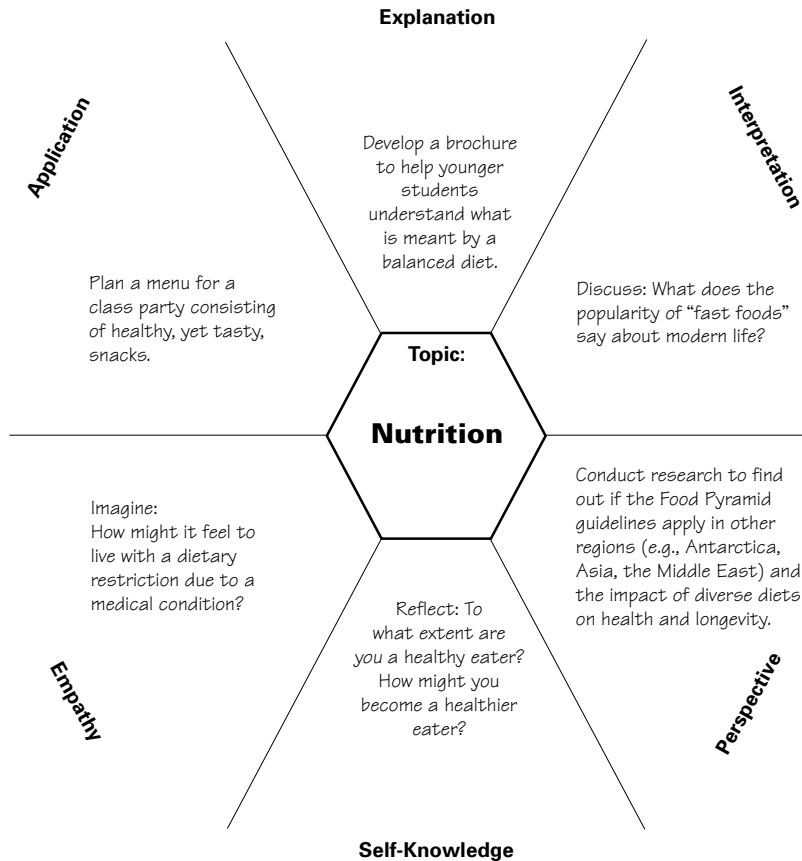 Explanation
Application
Interpretation
Develop a brochure
to help younger
students
understand what
is meant by a
balanced diet.
Plan a menu for a
class party consisting
of healthy, yet tasty,
snacks.
Discuss: What does the
popularity of “fast foods”
say about modern life?
Topic:
Nutrition
Imagine:
How might it feel to
live with a dietary
restriction due to a
medical condition?
Conduct research to find
out if the Food Pyramid
guidelines apply in other
regions (e.g., Antarctica,
Asia, the Middle East) and
the impact of diverse diets
on health and longevity.
Reflect: To
what extent are
you a healthy eater?
How might you
become a healthier
eater?
Empathy
Perspective
Self-Knowledge